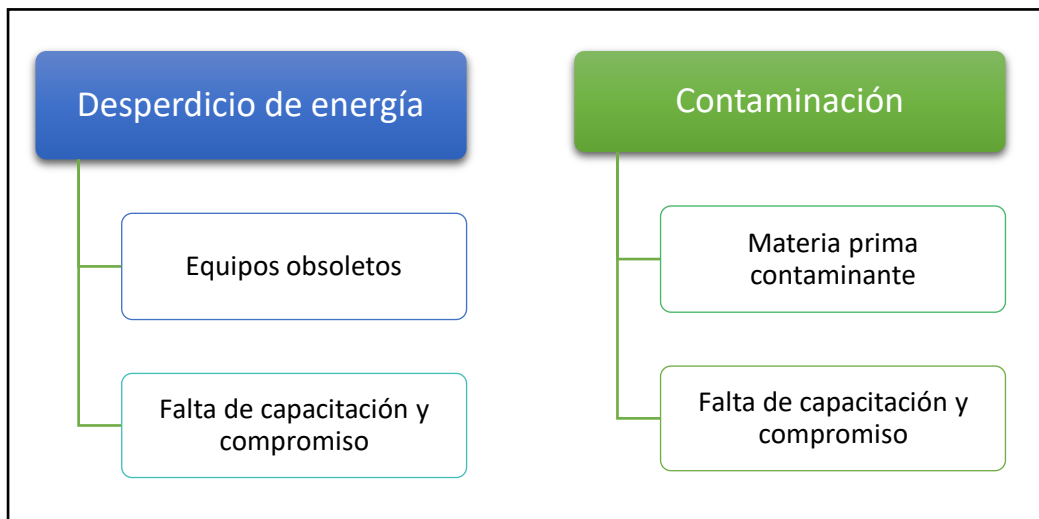 Desperdicio de energía
Equipos obsoletos
Falta de capacitación y
compromiso
Contaminación
Materia prima
contaminante
Falta de capacitación y
compromiso